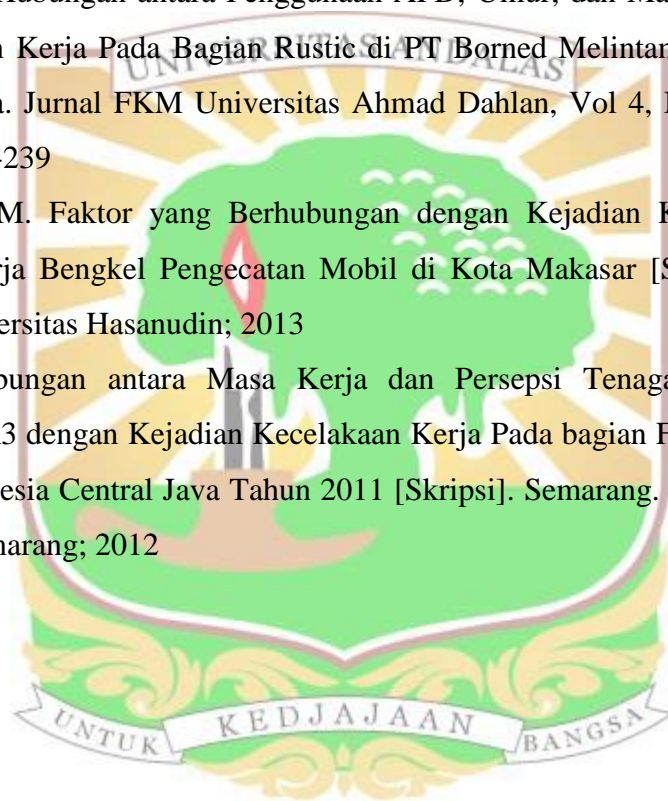 Hubungan antara Penggunaan APD, Umur, dan Ma
Kerja Pada Bagian Rustic di PT Borned Melintan
UNIVERSITAS ANDALAS
a. Jurnal FKM Universitas Ahmad Dahlan, Vol 4,
-239
M. Faktor yang Berhubungan dengan Kejadian K
rja Bengkel Pengecatan Mobil di Kota Makasar [S
ersitas Hasanudin; 2013
bungan antara Masa Kerja dan Persepsi Tenaga
3 dengan Kejadian Kecelakaan Kerja Pada bagian F
esia Central Java Tahun 2011 [Skripsi]. Semarang.
marang; 2012
UNTUK KEDJAJAAN BANGSA